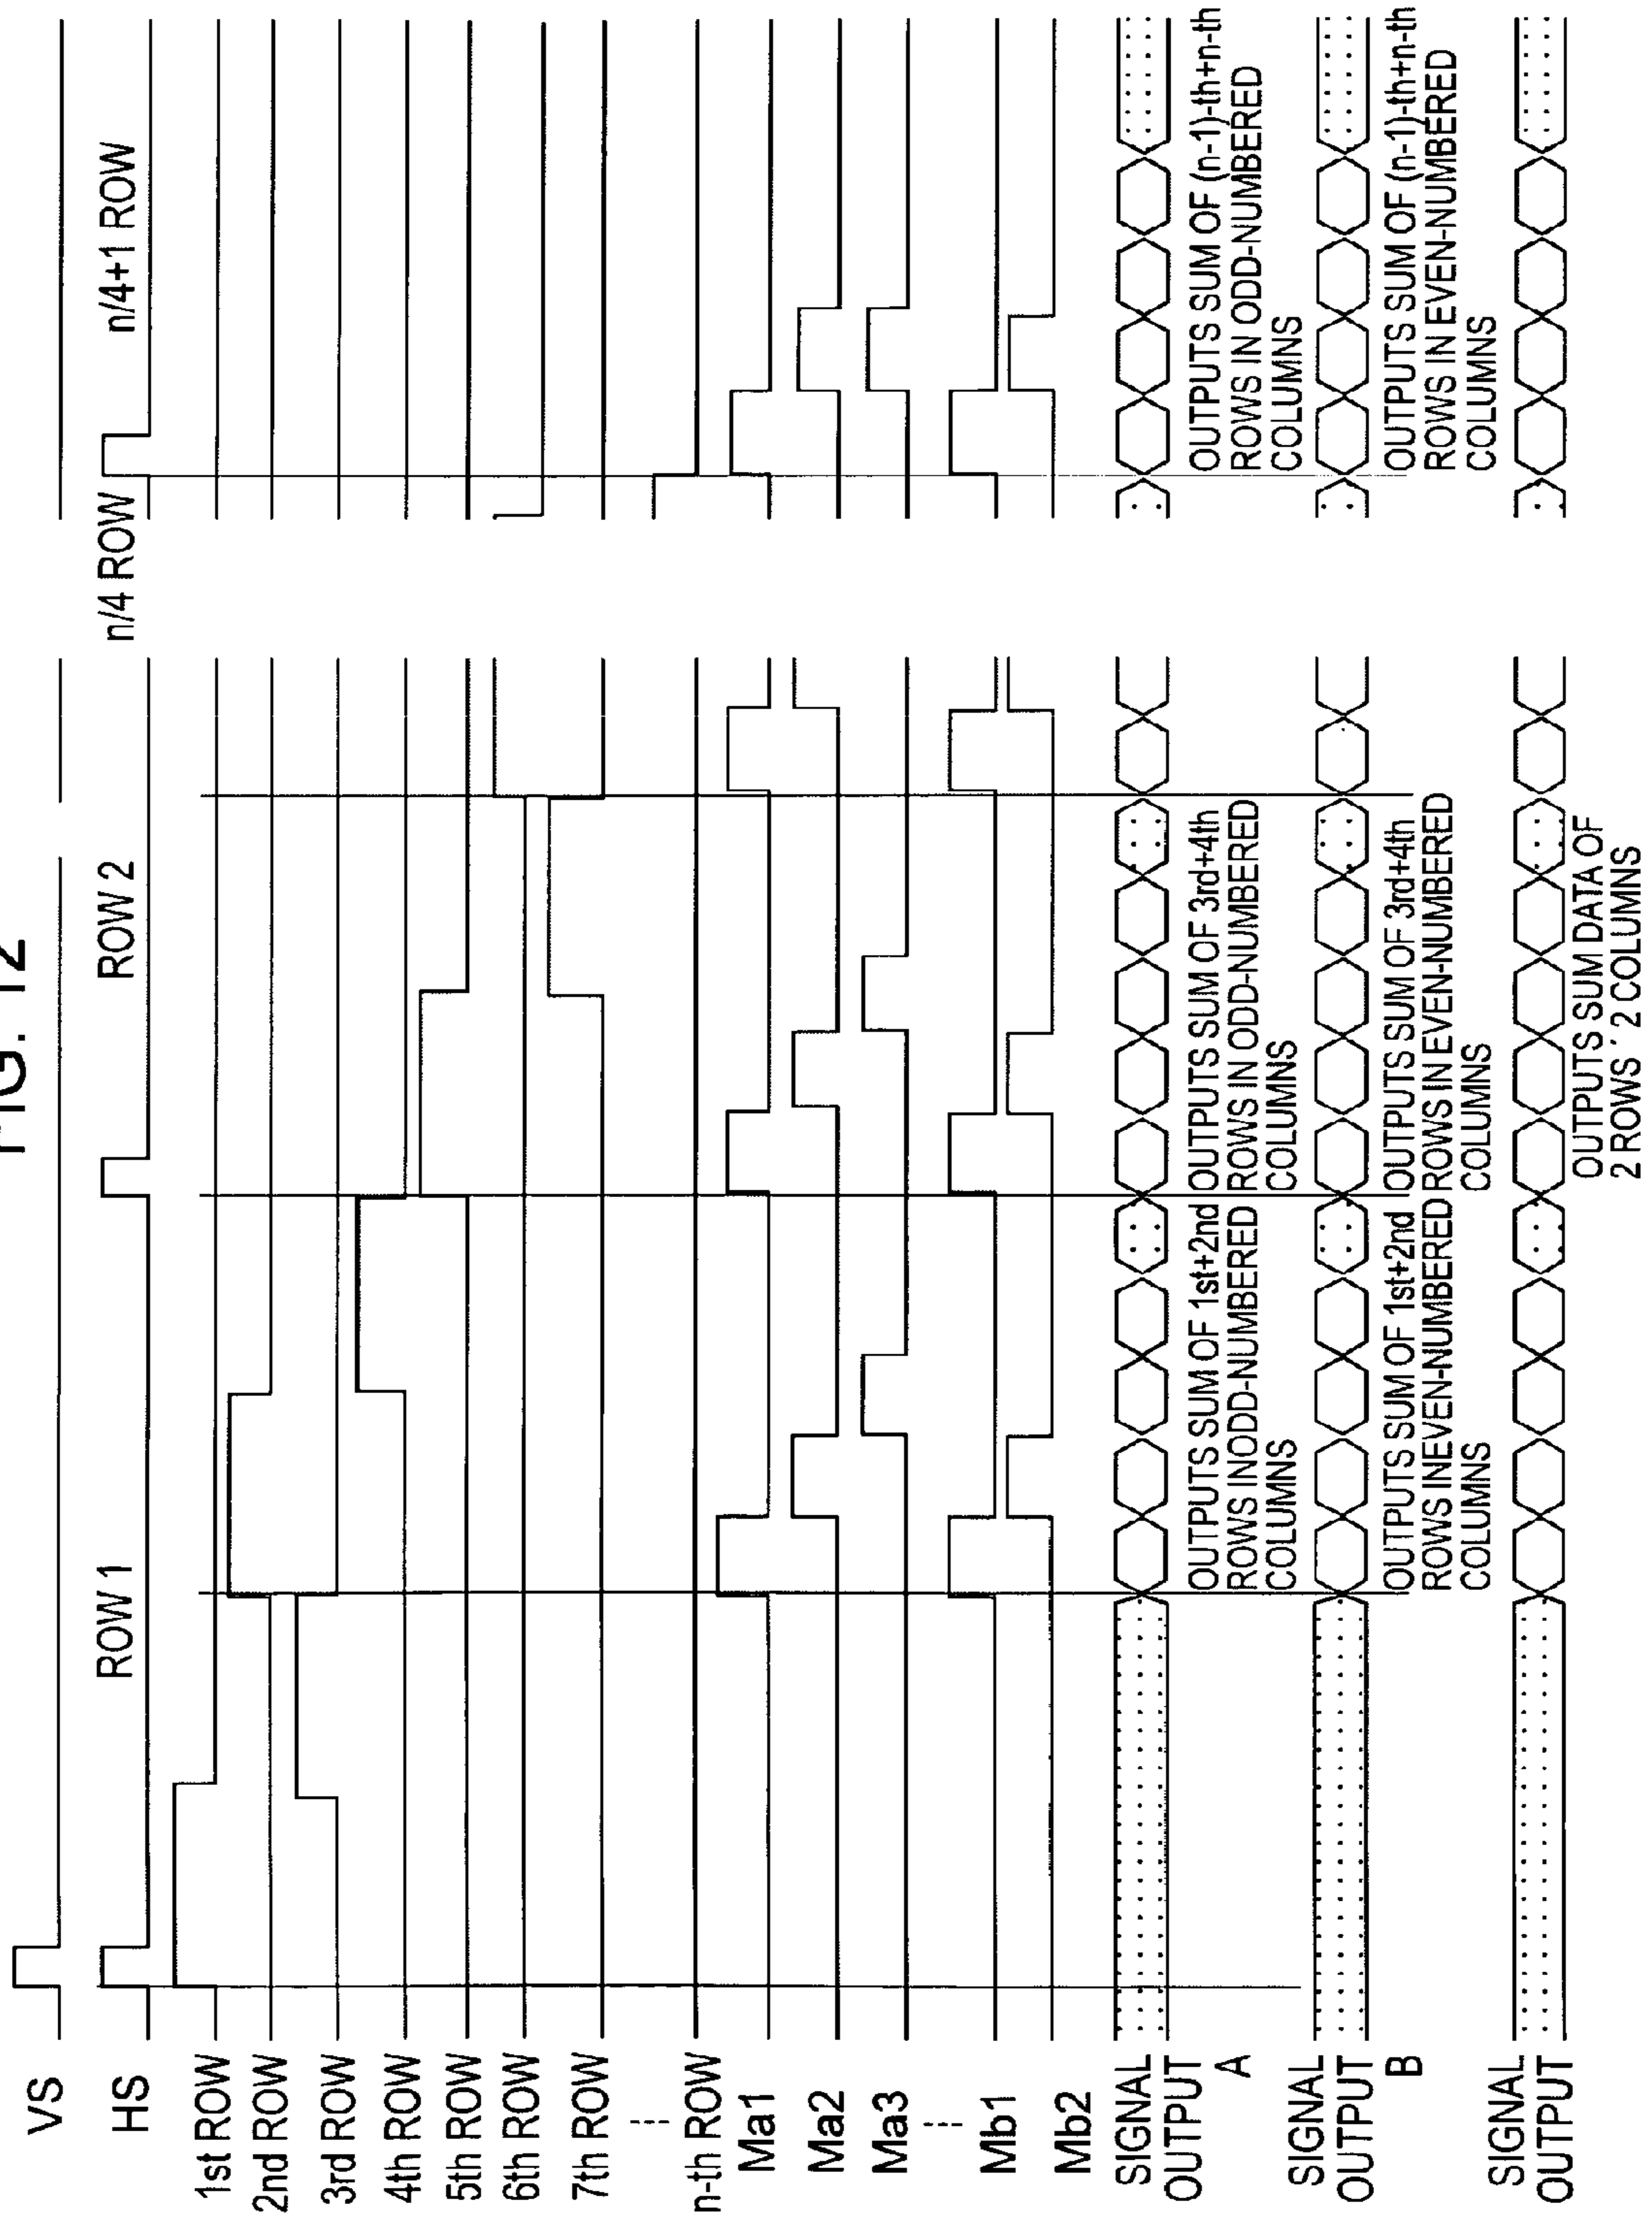 FIG. 12
VS
HS
ROW 1
ROW 2
n/4 ROW
n/4+1 ROW
1st ROW
2nd ROW
3rd ROW
4th ROW
5th ROW
6th ROW
7th ROW
n-th ROW
Ma1
Ma2
Ma3
Mb1
Mb2
SIGNAL
OUTPUT
A
OUTPUTS SUM OF 1st+2nd
ROWS INODD-NUMBERED
COLUMNS
OUTPUTS SUM OF 3rd+4th
ROWS IN ODD-NUMBERED
COLUMNS
OUTPUTS SUM OF (n-1)-th+n-th
ROWS IN ODD-NUMBERED
COLUMNS
SIGNAL
OUTPUT
B
OUTPUTS SUM OF 1st+2nd
ROWS INEVEN-NUMBERED
COLUMNS
OUTPUTS SUM OF 3rd+4th
ROWS IN EVEN-NUMBERED
COLUMNS
OUTPUTS SUM OF (n-1)-th+n-th
ROWS IN EVEN-NUMBERED
COLUMNS
SIGNAL
OUTPUT
OUTPUTS SUM DATA OF
2 ROWS ´ 2 COLUMNS